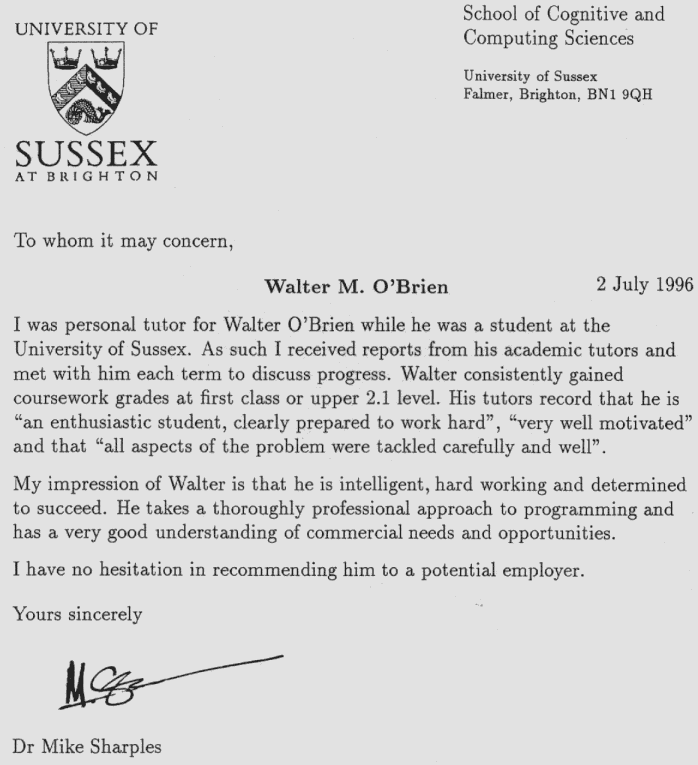 UNIVERSITY OF
SUSSEX
AT BRIGHTON
School of Cognitive and
Computing Sciences
University of Sussex
Falmer, Brighton, BN1 9QH
To whom it may concern,
Walter M. O'Brien
2 July 1996
I was personal tutor for Walter O'Brien while he was a student at the
University of Sussex. As such I received reports from his academic tutors and
met with him each term to discuss progress. Walter consistently gained
coursework grades at first class or upper 2.1 level. His tutors record that he is
“an enthusiastic student, clearly prepared to work hard”, “very well motivated”
and that “all aspects of the problem were tackled carefully and well”.
My impression of Walter is that he is intelligent, hard working and determined
to succeed. He takes a thoroughly professional approach to programming and
has a very good understanding of commercial needs and opportunities.
I have no hesitation in recommending him to a potential employer.
Yours sincerely
Dr Mike Sharples